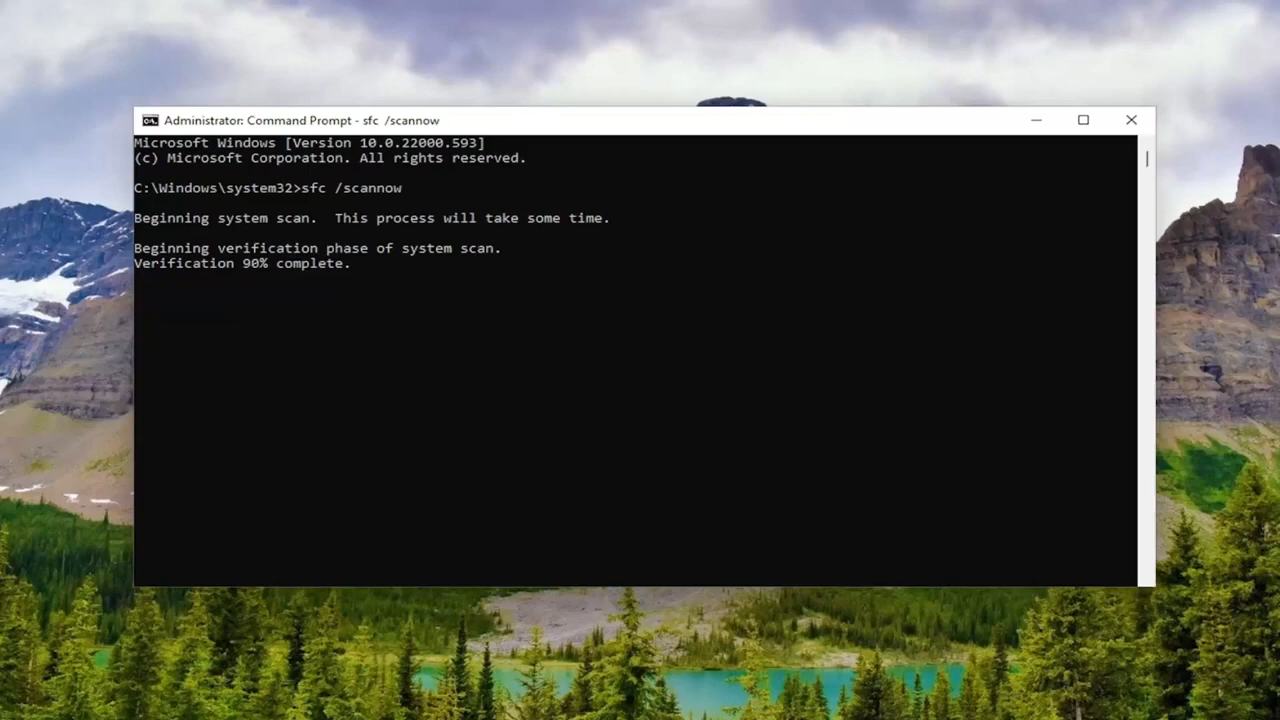 Administrator: Command Prompt - sfc  /scannow
Microsoft Windows [Version 10.0.22000.593]
(c) Microsoft Corporation. All rights reserved.
C:\Windows\system32>sfc /scannow
Beginning system scan.  This process will take some time.
Beginning verification phase of system scan.
Verification 90% complete.